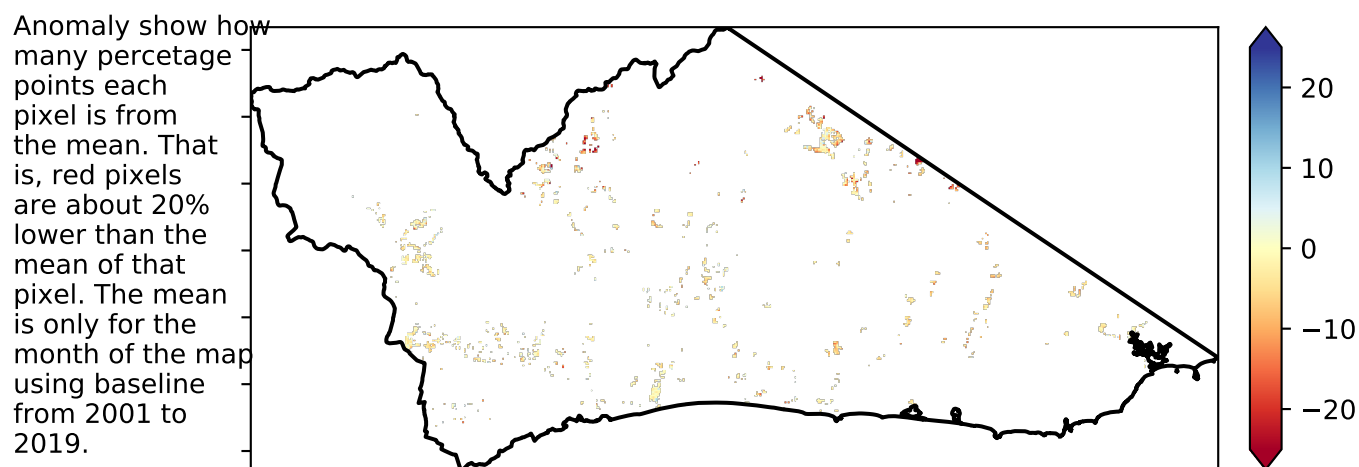 Anomaly show how
many percetage
points each
pixel is from
the mean. That
is, red pixels
are about 20%
lower than the
mean of that
pixel. The mean
is only for the
month of the map
using baseline
from 2001 to
2019.
20
10
0
−10
−20